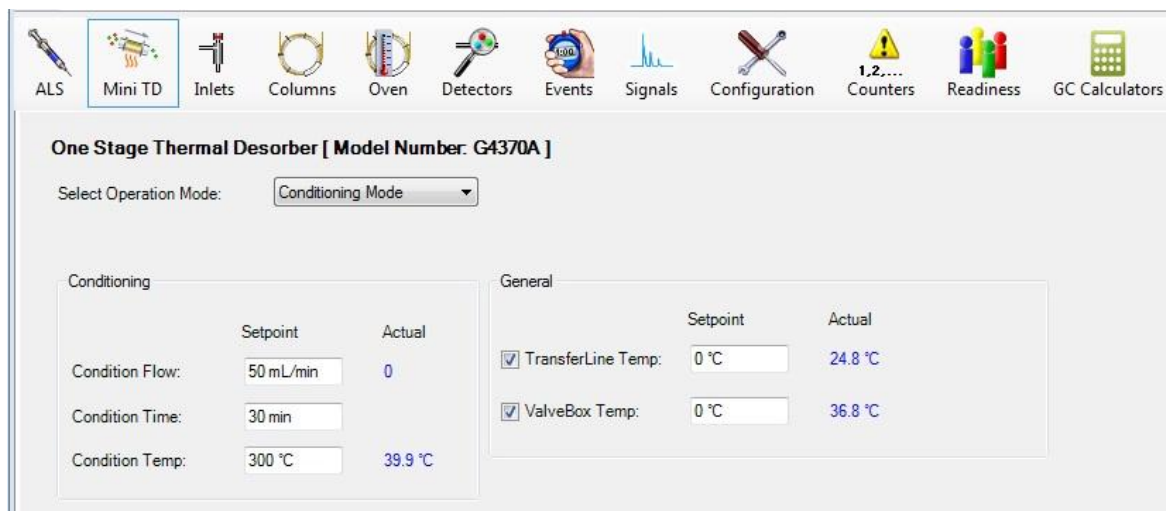 ALS Mini TD Inlets Columns Oven Detectors 1:00 Events Signals Configuration 1,2,... Counters Readiness GC Calculators
One Stage Thermal Desorber [ Model Number: G4370A ]
Select Operation Mode: Conditioning Mode
Conditioning
Setpoint Actual
Condition Flow: 50 mL/min 0
Condition Time: 30 min
Condition Temp: 300 °C 39.9 °C
General
Setpoint Actual
TransferLine Temp: 0 °C 24.8 °C
ValveBox Temp: 0 °C 36.8 °C